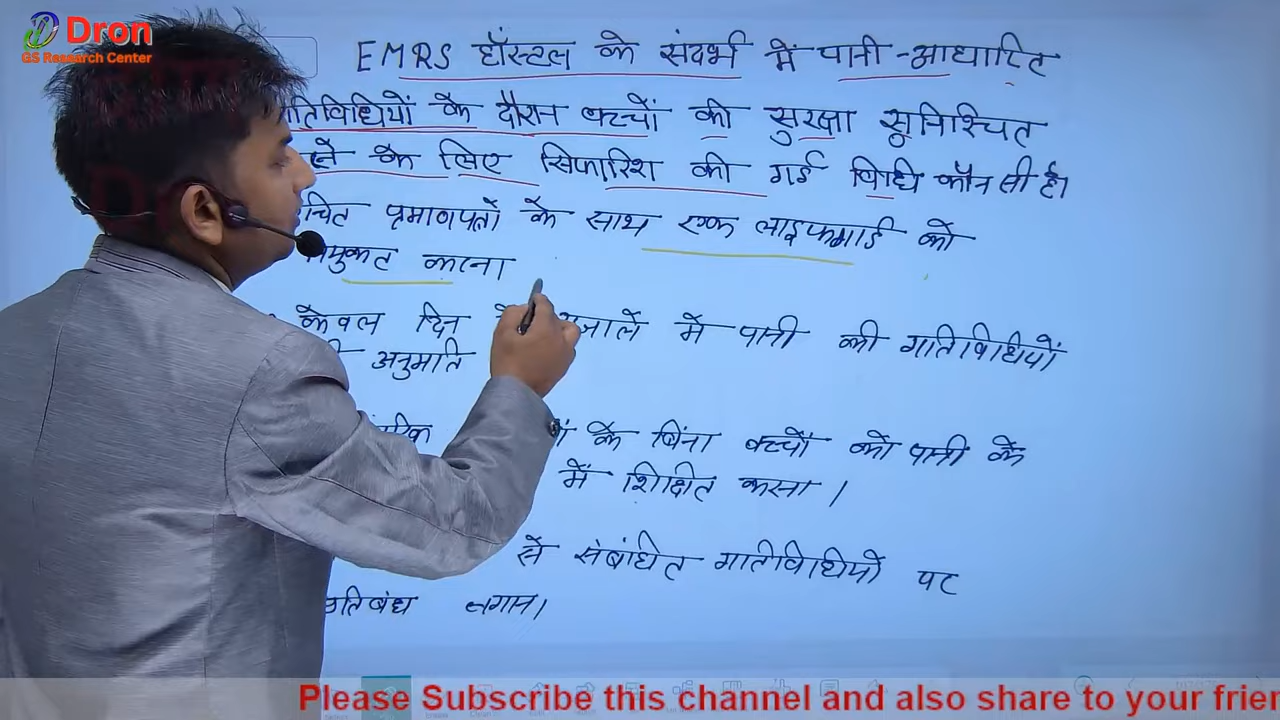 Dron
GS Research Center
EMRS हॉस्टल के संदर्भ में पानी-आधारित
गतिविधियों के दौरान बच्चों की सुरक्षा सुनिश्चित
के लिए सिफारिश की गई विधि कौन सी है।
प्रमाणपत्रों के साथ एक लाइफगार्ड को
करना
केवल दिन उजाले में पानी की गतिविधियों
अनुमति
के बिना बच्चों को पानी के
में शिक्षित करना।
से संबंधित गतिविधियों पर
प्रतिबंध लगाना।
Please Subscribe this channel and also share to your frier